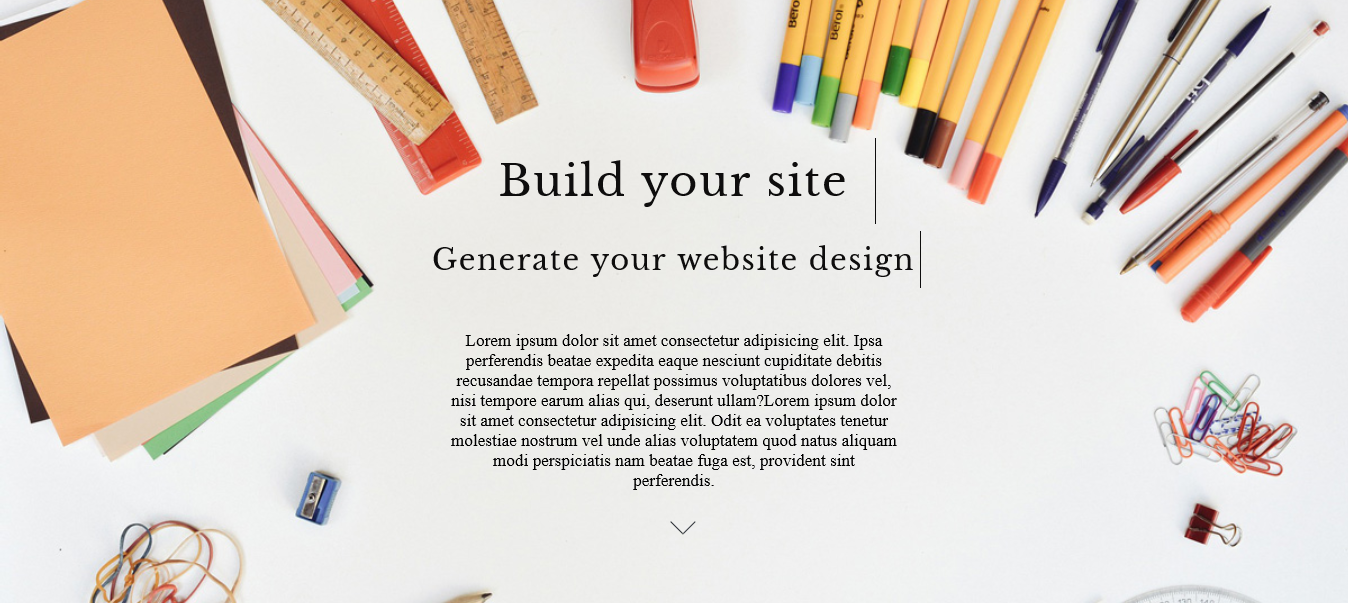 Berol
Berol
Build your site
Generate your website design
Lorem ipsum dolor sit amet consectetur adipisicing elit. Ipsa
perferendis beatae expedita eaque nesciunt cupiditate debitis
recusandae tempora repellat possimus voluptatibus dolores vel,
nisi tempore earum alias qui, deserunt ullam?Lorem ipsum dolor
sit amet consectetur adipisicing elit. Odit ea voluptates tenetur
molestiae nostrum vel unde alias voluptatem quod natus aliquam
modi perspiciatis nam beatae fuga est, provident sint
perferendis.